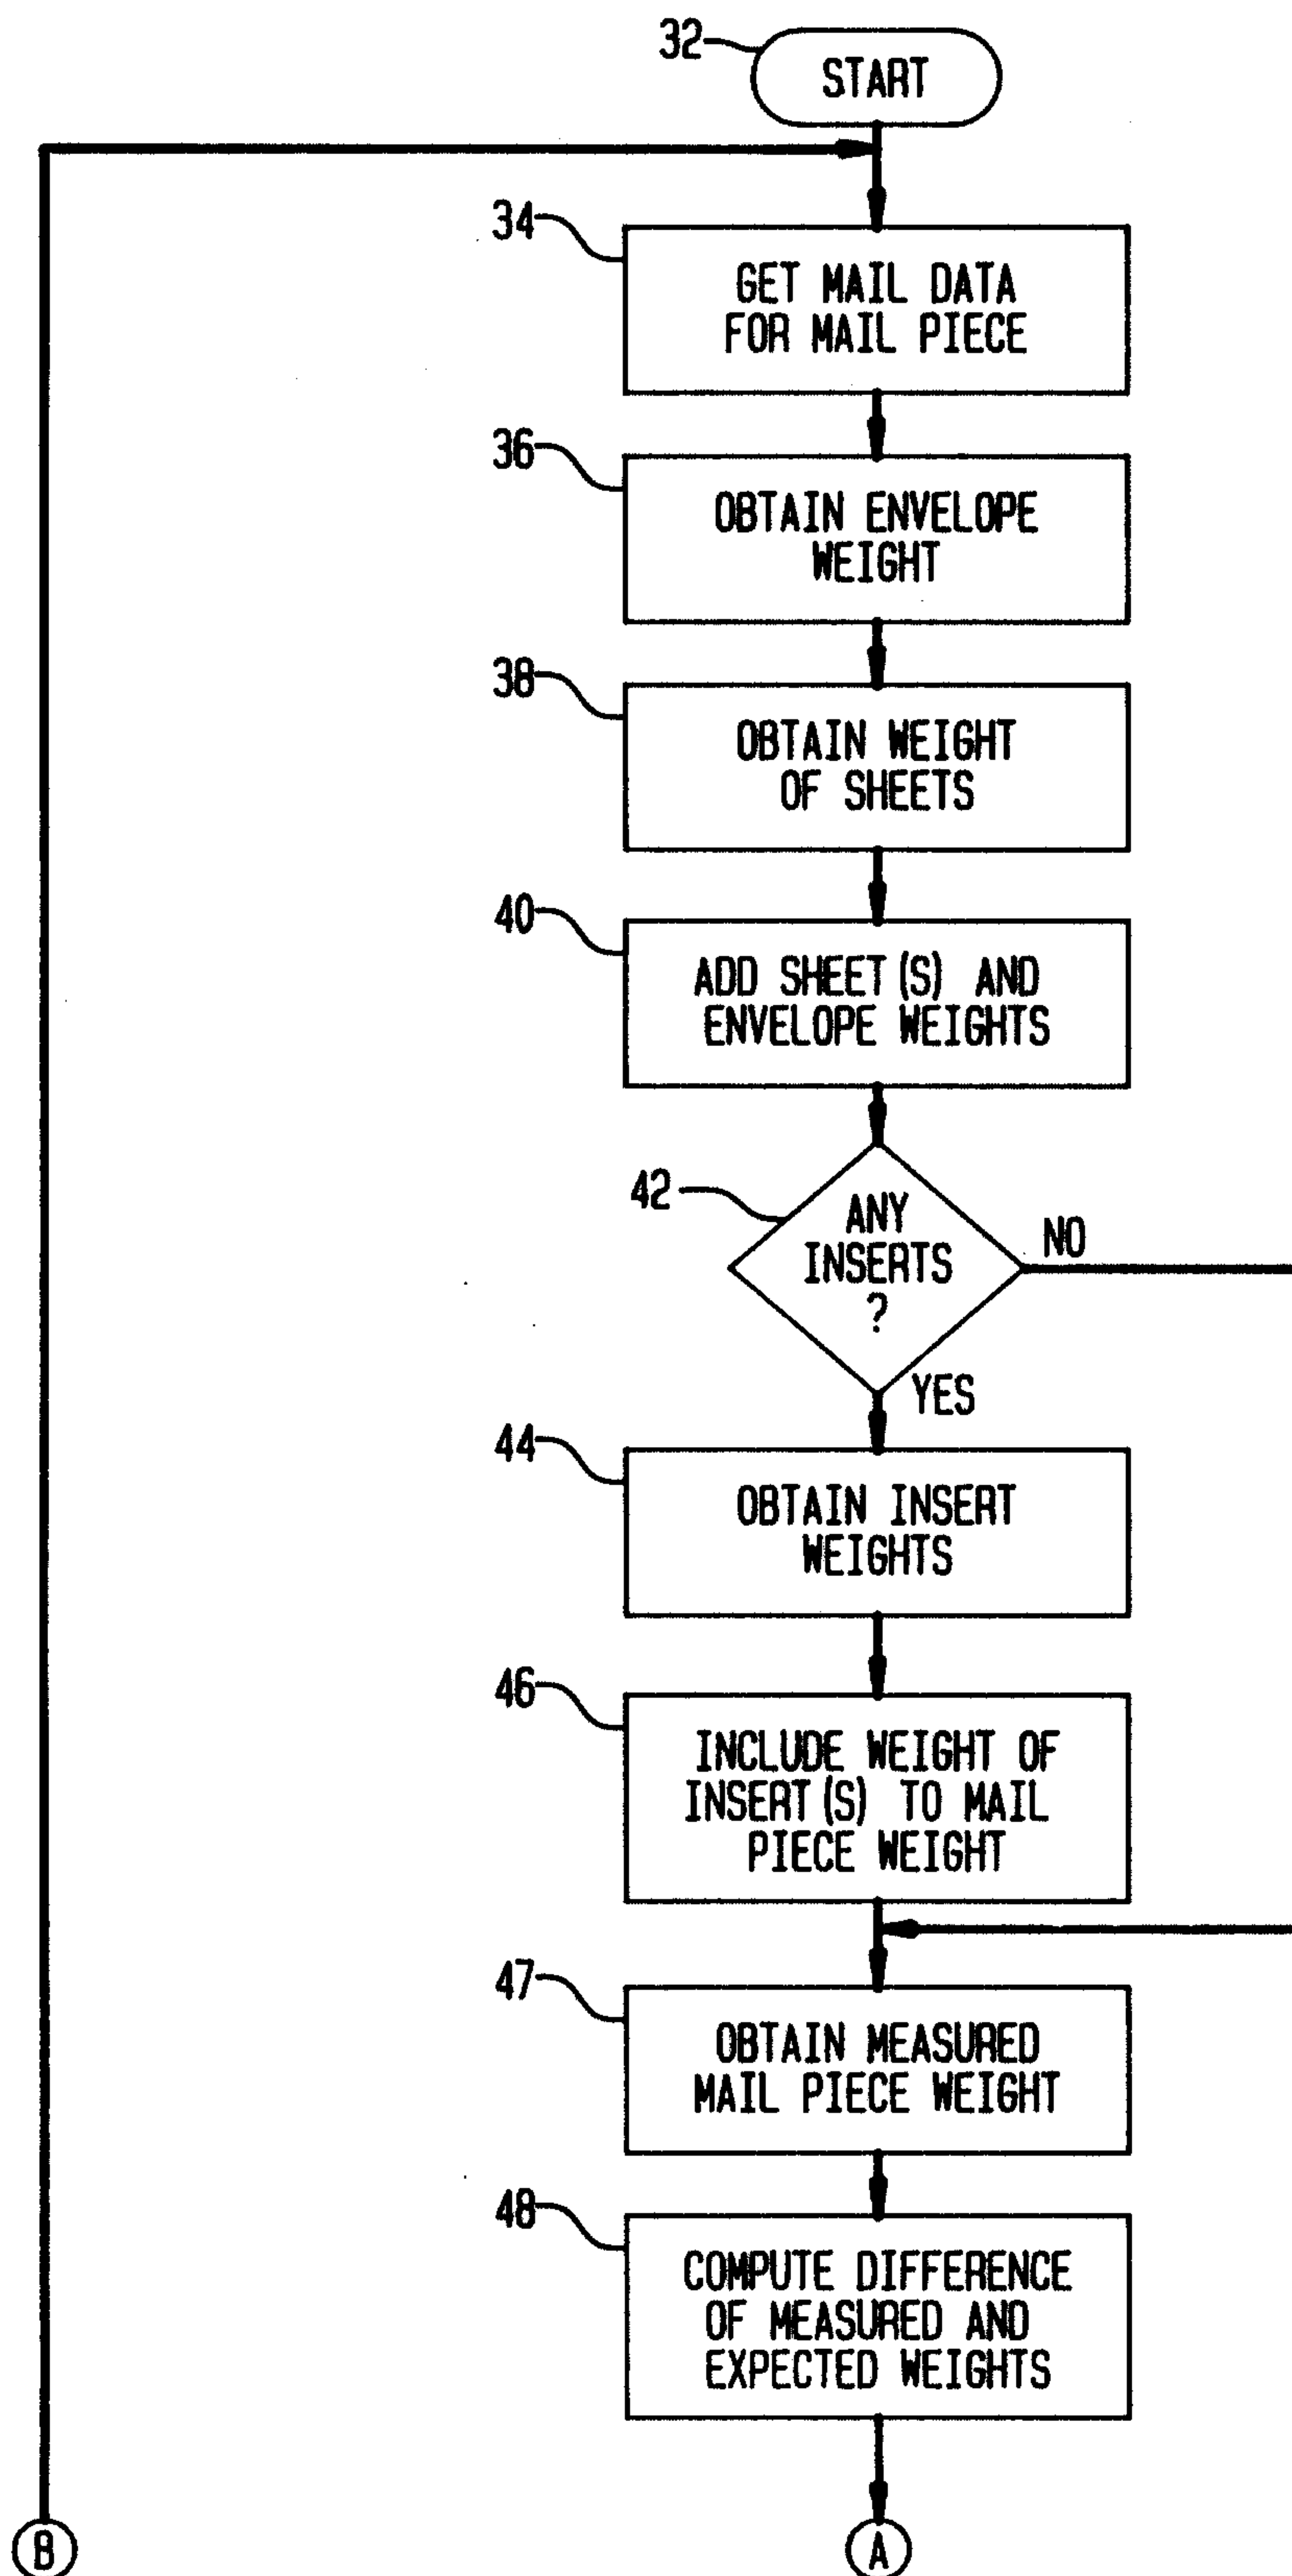 32
START
34
GET MAIL DATA
FOR MAIL PIECE
36
OBTAIN ENVELOPE
WEIGHT
38
OBTAIN WEIGHT
OF SHEETS
40
ADD SHEET(S) AND
ENVELOPE WEIGHTS
42
ANY
INSERTS
?
NO
YES
44
OBTAIN INSERT
WEIGHTS
46
INCLUDE WEIGHT OF
INSERT(S) TO MAIL
PIECE WEIGHT
47
OBTAIN MEASURED
MAIL PIECE WEIGHT
48
COMPUTE DIFFERENCE
OF MEASURED AND
EXPECTED WEIGHTS
B
A